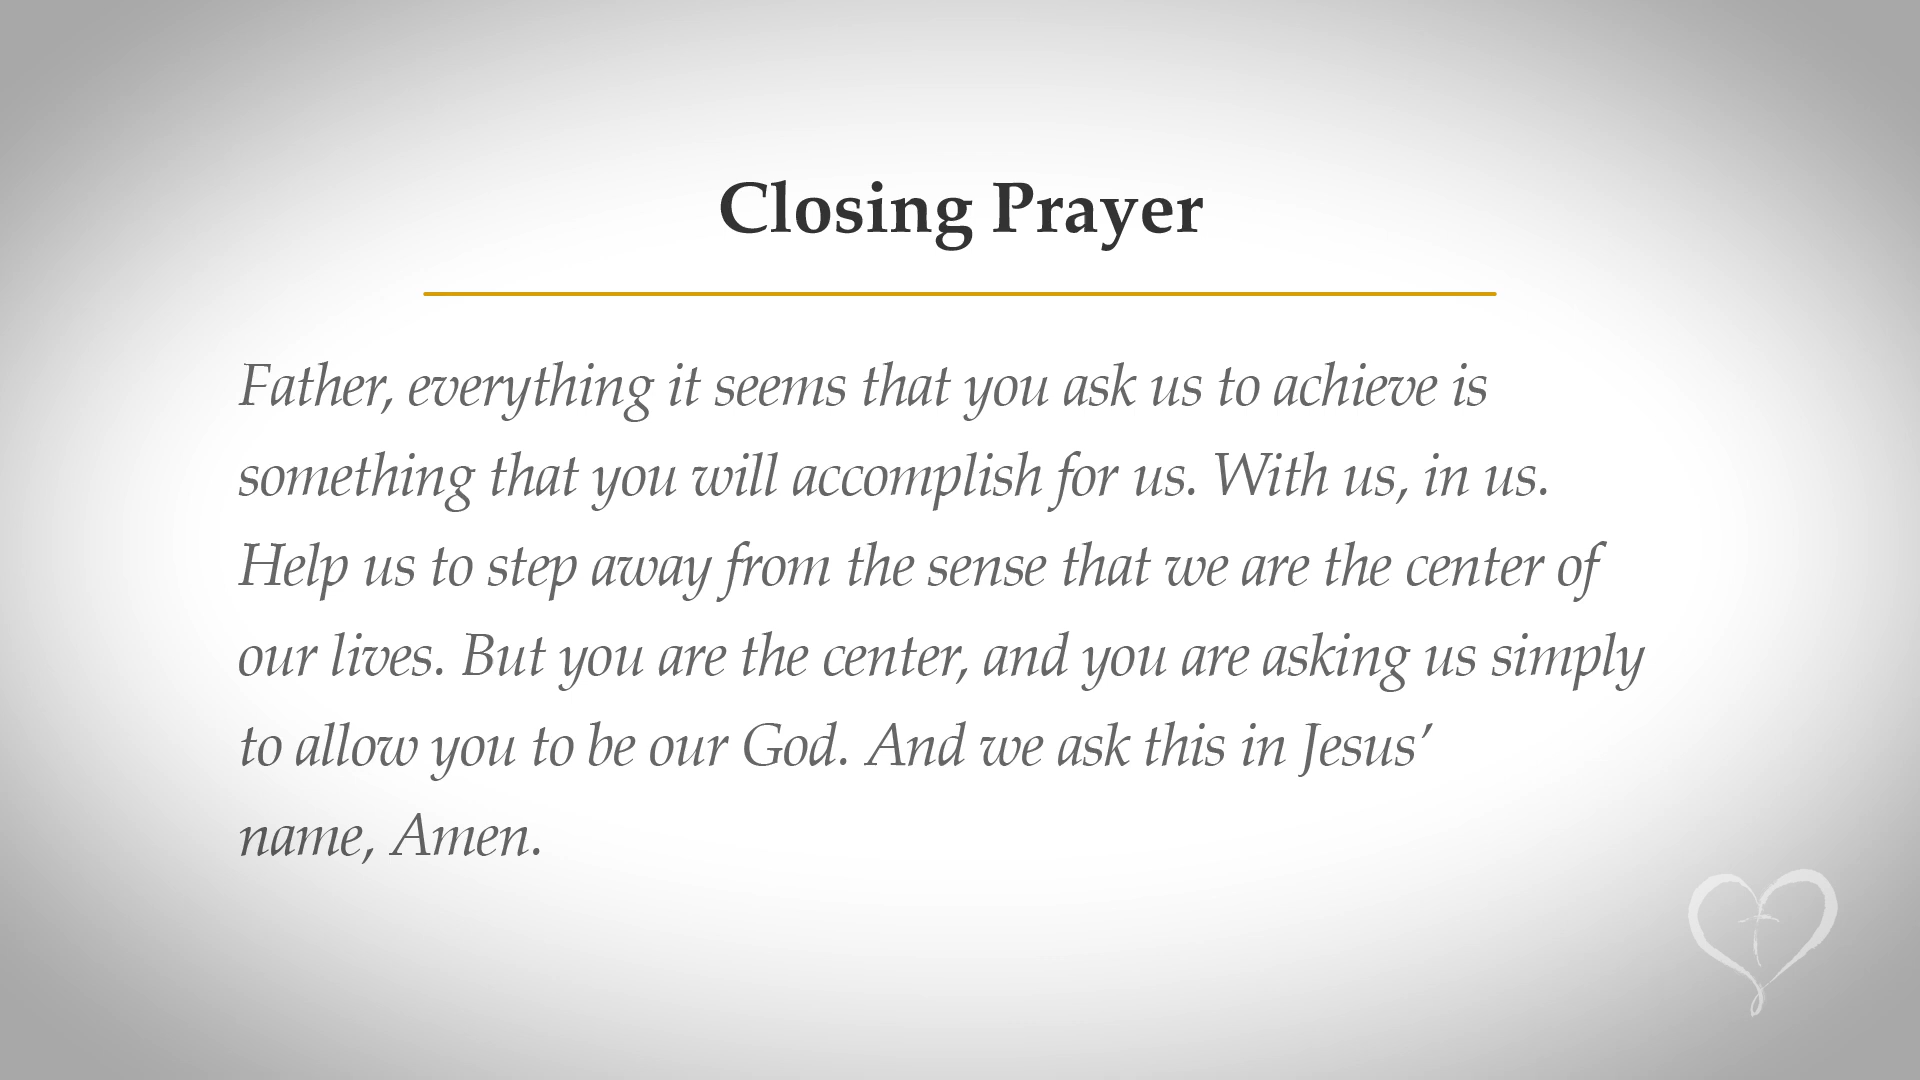 Closing Prayer
Father, everything it seems that you ask us to achieve is
something that you will accomplish for us. With us, in us.
Help us to step away from the sense that we are the center of
our lives. But you are the center, and you are asking us simply
to allow you to be our God. And we ask this in Jesus’
name, Amen.